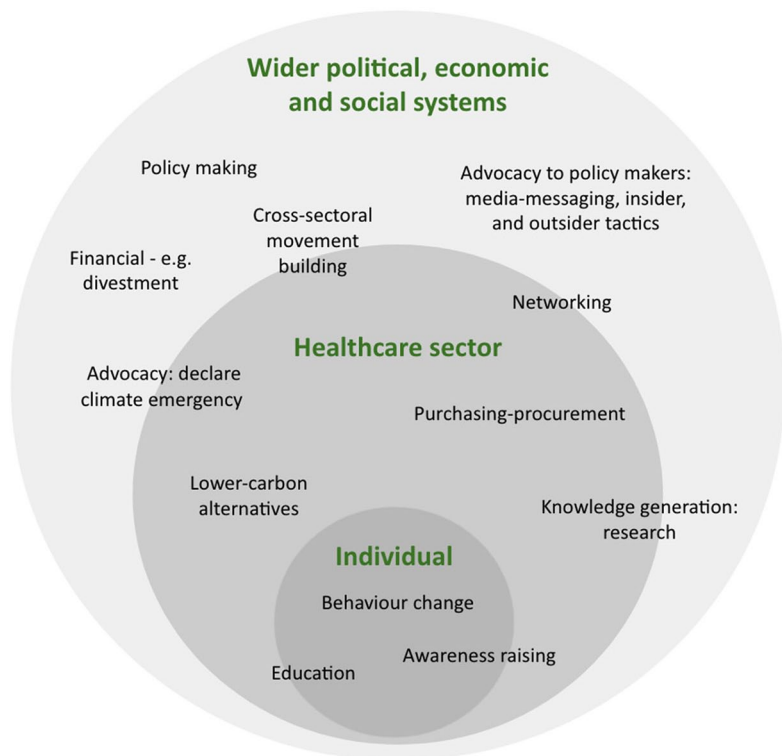 Wider political, economic
and social systems
Policy making
Advocacy to policy makers:
media-messaging, insider,
and outsider tactics
Cross-sectoral
movement
building
Financial - e.g.
divestment
Networking
Healthcare sector
Advocacy: declare
climate emergency
Purchasing-procurement
Lower-carbon
alternatives
Knowledge generation:
research
Individual
Behaviour change
Awareness raising
Education